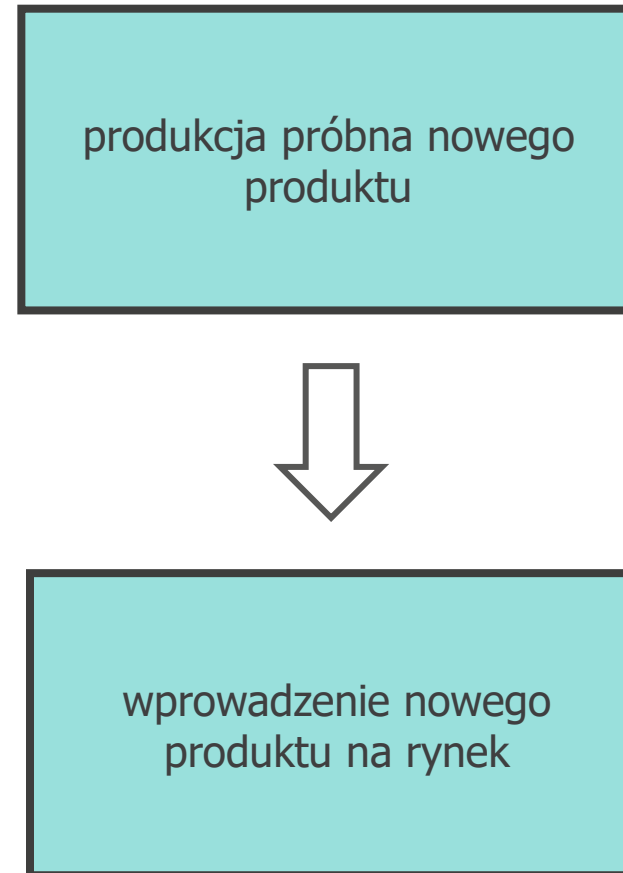 produkcja próbna nowego
produktu
wprowadzenie nowego
produktu na rynek